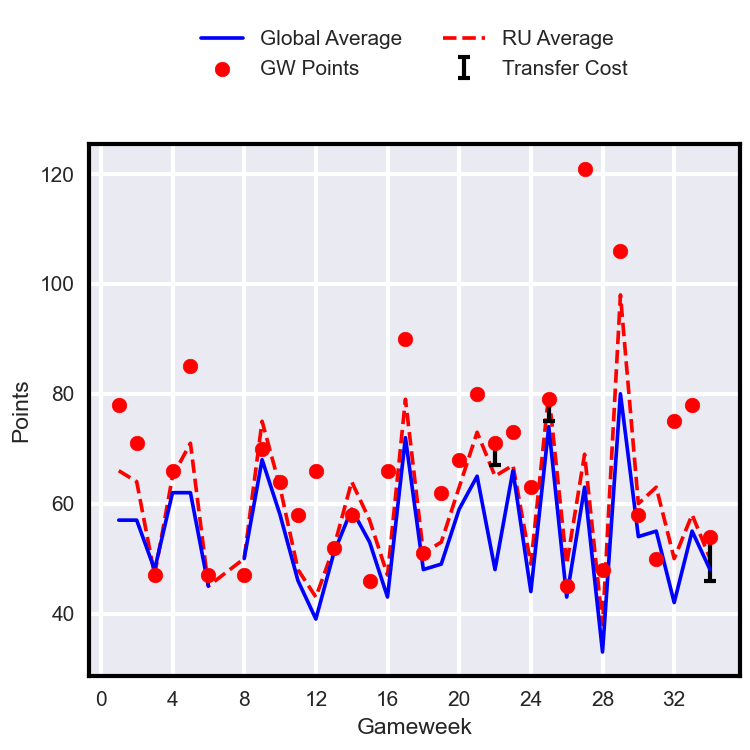 Global Average RU Average
GW Points Transfer Cost
120
100
80
60
40
Points
0 4 8 12 16 20 24 28 32
Gameweek